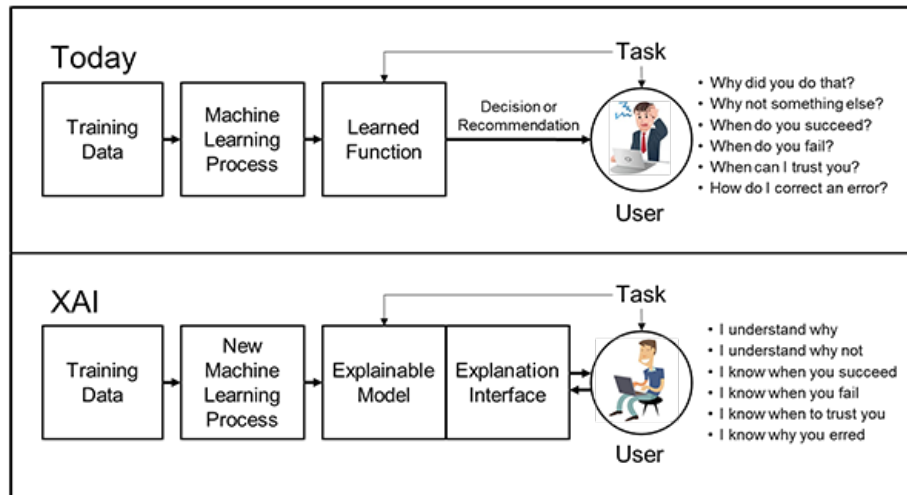 Today
Task
Training
Data
Machine
Learning
Process
Learned
Function
Decision or
Recommendation
User
• Why did you do that?
• Why not something else?
• When do you succeed?
• When do you fail?
• When can I trust you?
• How do I correct an error?
XAI
Task
Training
Data
New
Machine
Learning
Process
Explainable
Model
Explanation
Interface
User
• I understand why
• I understand why not
• I know when you succeed
• I know when you fail
• I know when to trust you
• I know why you erred